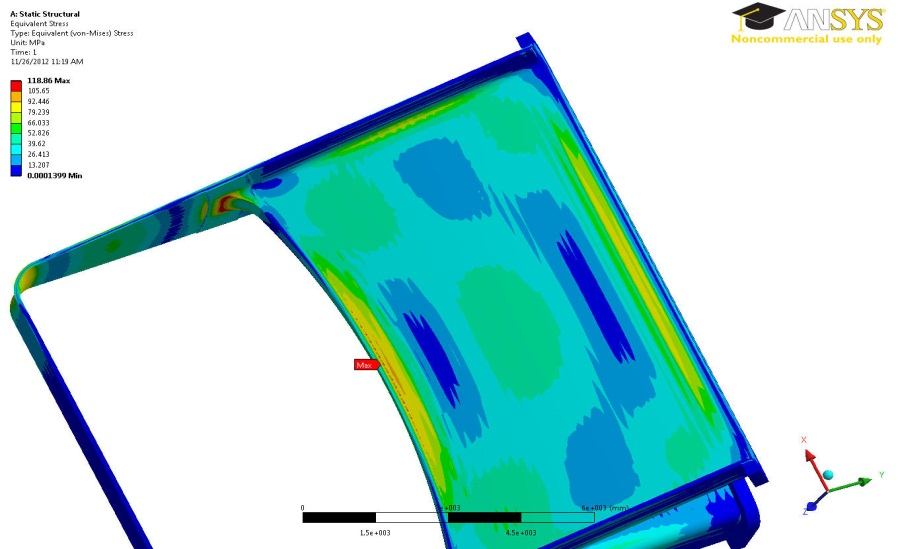 A: Static Structural
Equivalent Stress
Type: Equivalent (von-Mises) Stress
Unit: MPa
Time: 1
11/26/2012 11:19 AM
118.86 Max
105.65
92.446
79.239
66.033
52.826
39.62
26.413
13.207
0.0001399 Min
ANSYS
Noncommercial use only
Max
X
Y
Z
0
e+003
6e+003 (mm)
1.5e+003
4.5e+003